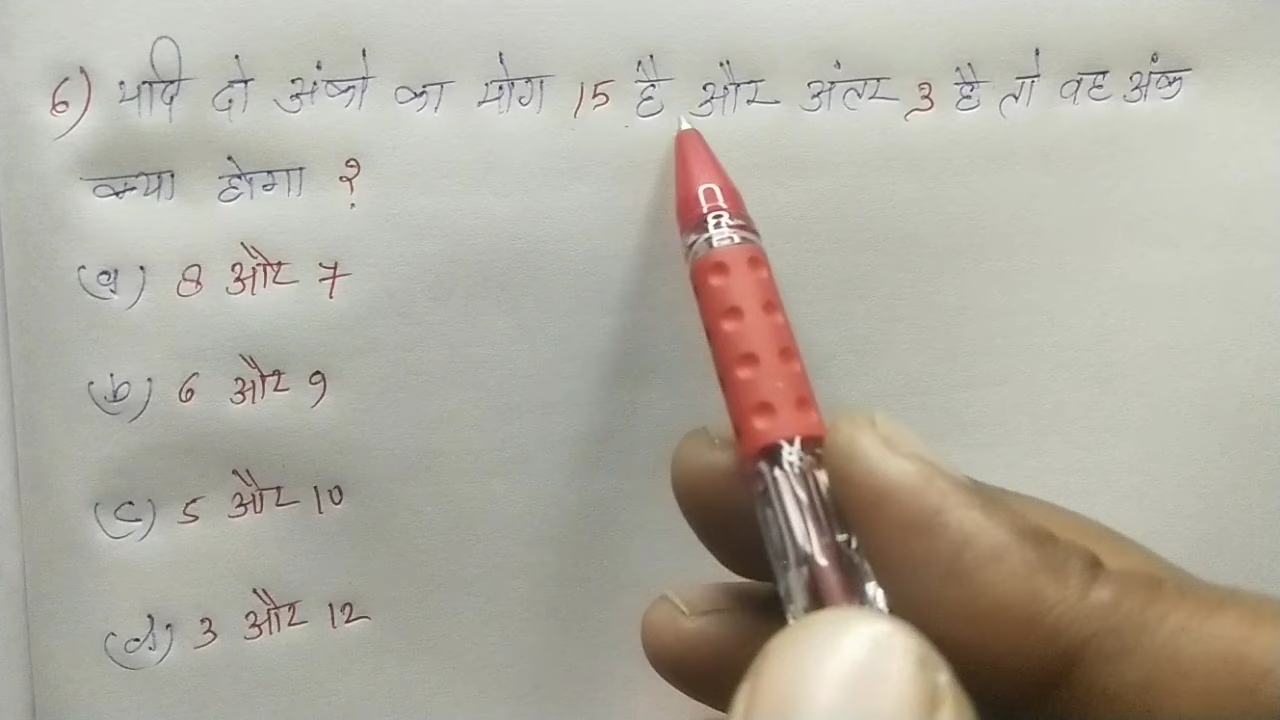 6) यदि दो अंको का योग 15 है और अंतर 3 है तो वह अंक
क्या होगा ?
(a) 8 और 7
(b) 6 और 9
(c) 5 और 10
(d) 3 और 12